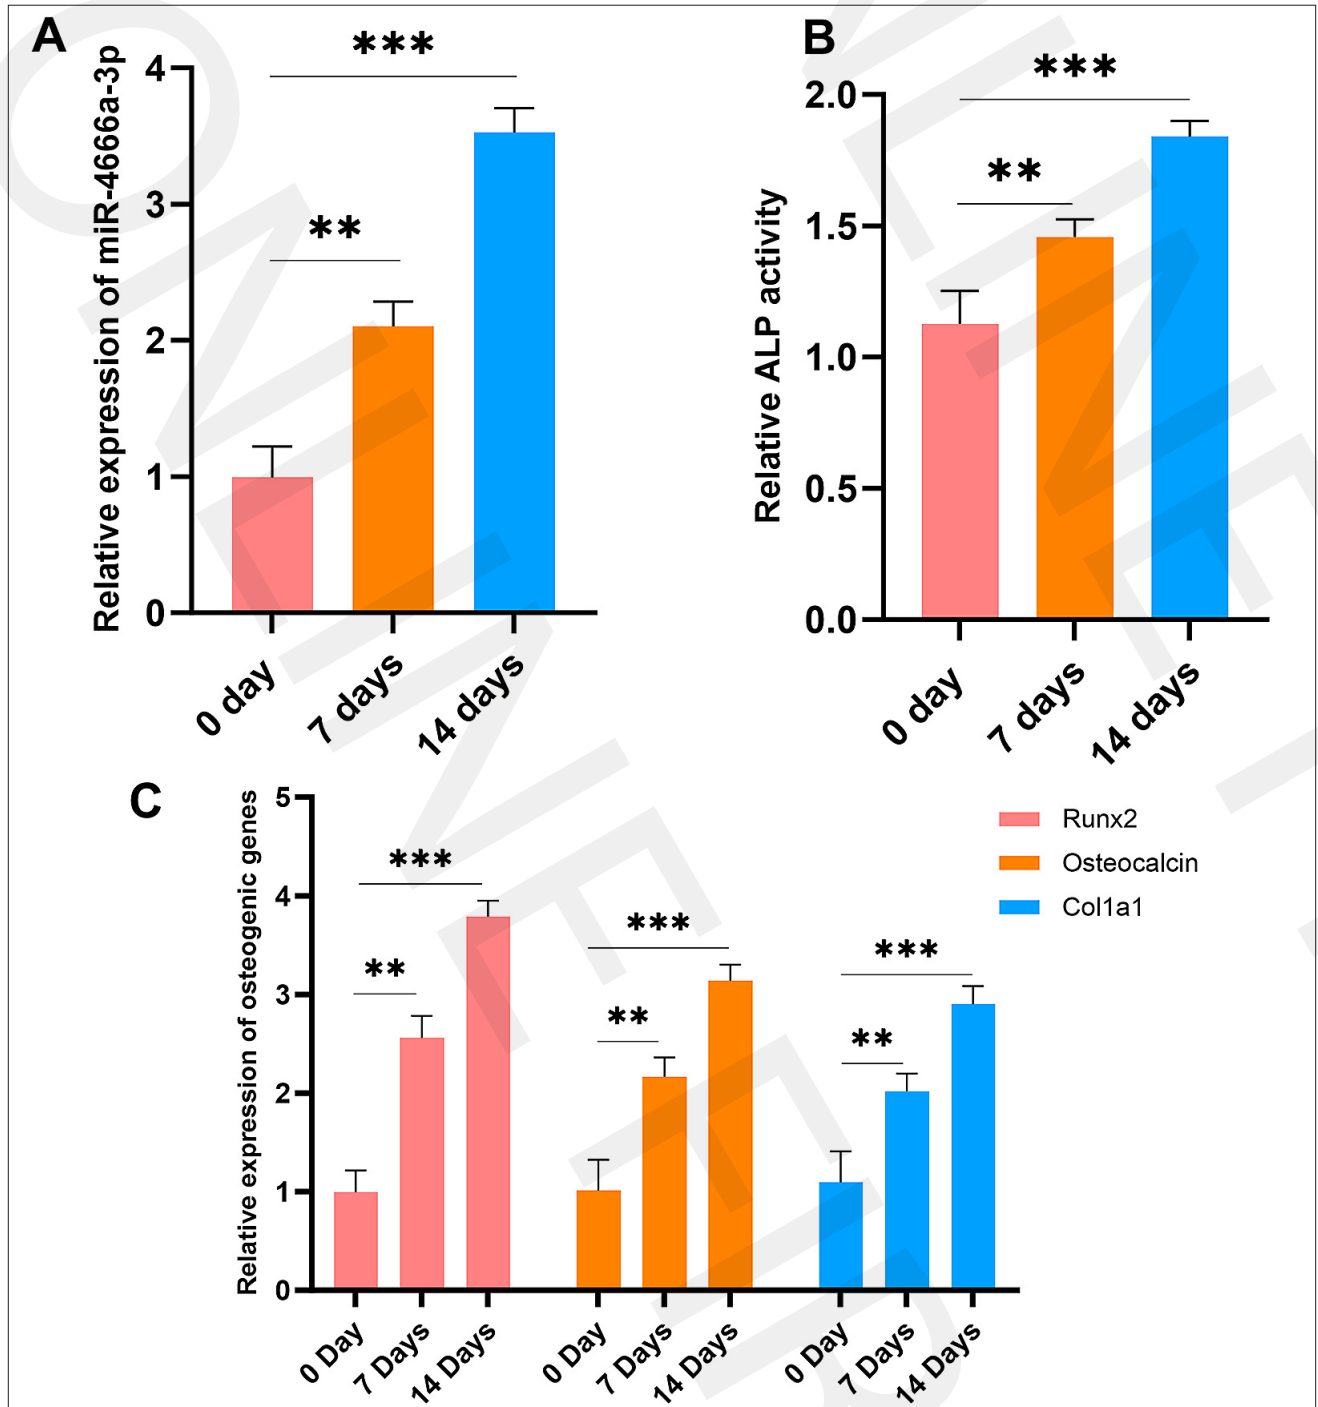 A
Relative expression of miR-4666a-3p
4
3
2
1
0
***
**
0 day
7 days
14 days
B
Relative ALP activity
2.0
1.5
1.0
0.5
0.0
***
**
0 day
7 days
14 days
C
Relative expression of osteogenic genes
5
4
3
2
1
0
***
**
***
**
***
**
0 Day
7 Days
14 Days
0 Day
7 Days
14 Days
0 Day
7 Days
14 Days
Runx2
Osteocalcin
Col1a1